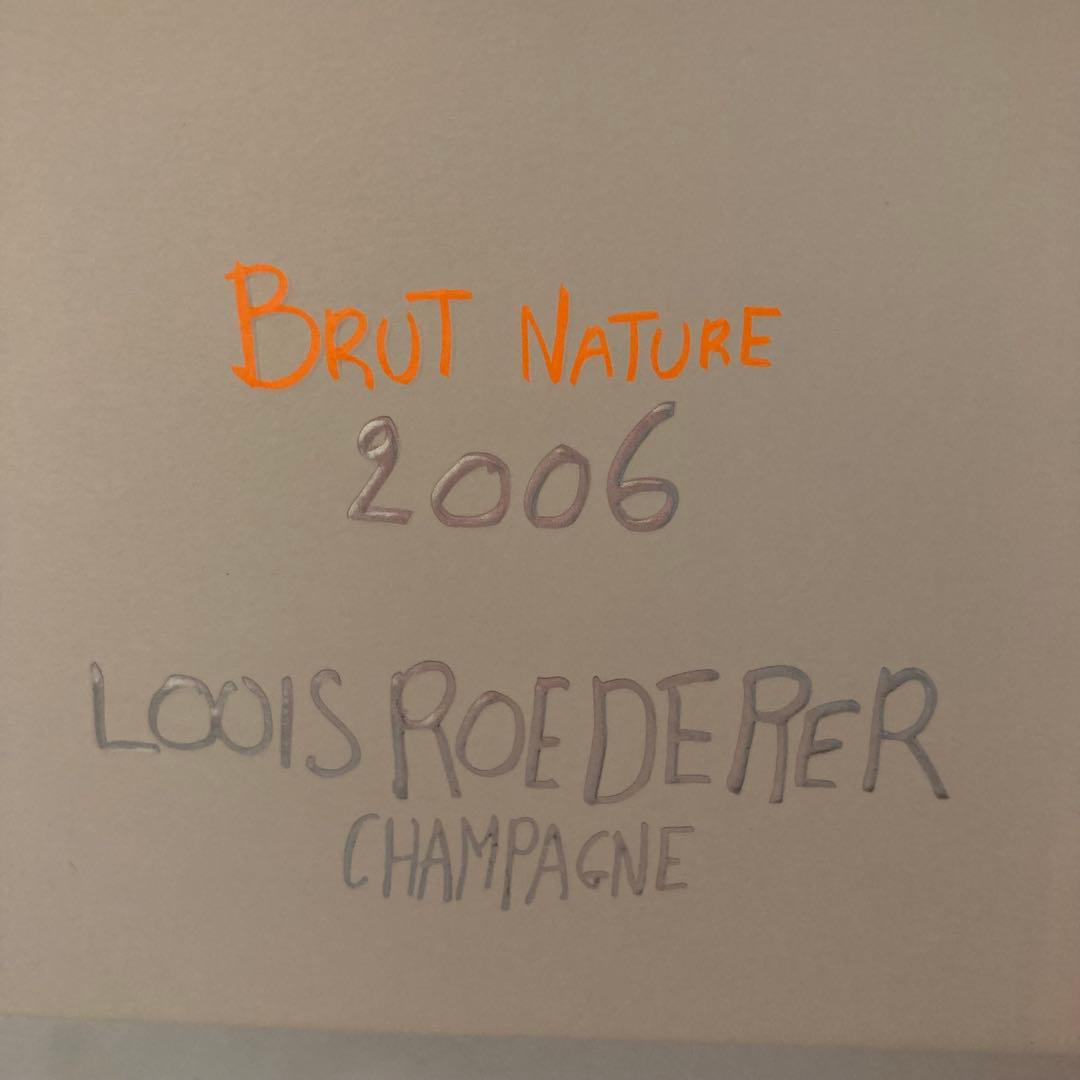 BRUT NATURE
2006
LOUIS ROEDERER
CHAMPAGNE